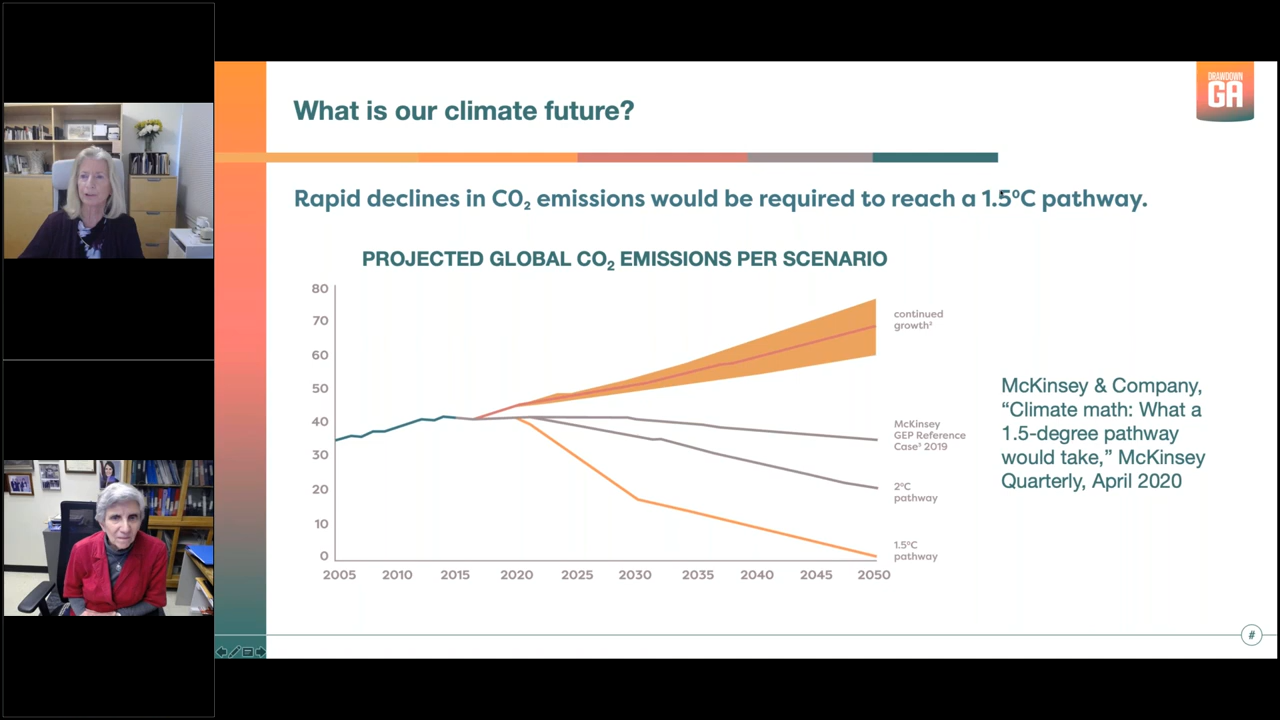 DRAWDOWN
GA
What is our climate future?
Rapid declines in CO₂ emissions would be required to reach a 1.5ºC pathway.
PROJECTED GLOBAL CO₂ EMISSIONS PER SCENARIO
80
70
60
50
40
30
20
10
0
2005 2010 2015 2020 2025 2030 2035 2040 2045 2050
continued
growth²
McKinsey
GEP Reference
Case³ 2019
2ºC
pathway
1.5ºC
pathway
McKinsey & Company,
“Climate math: What a
1.5-degree pathway
would take,” McKinsey
Quarterly, April 2020
#